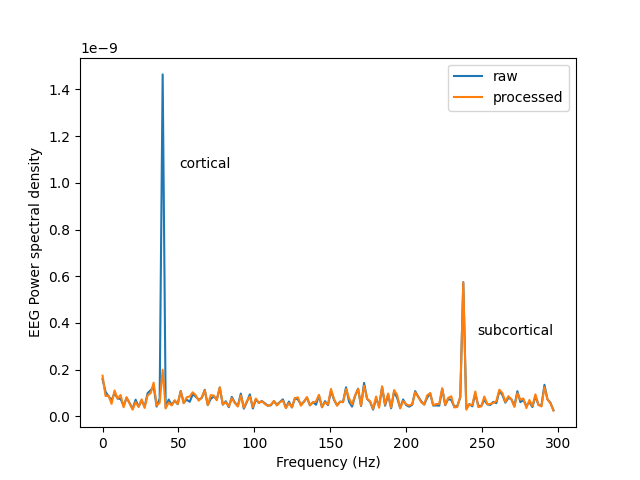 1e−9
raw
processed
cortical
subcortical
EEG Power spectral density
1.4
1.2
1.0
0.8
0.6
0.4
0.2
0.0
0 50 100 150 200 250 300
Frequency (Hz)